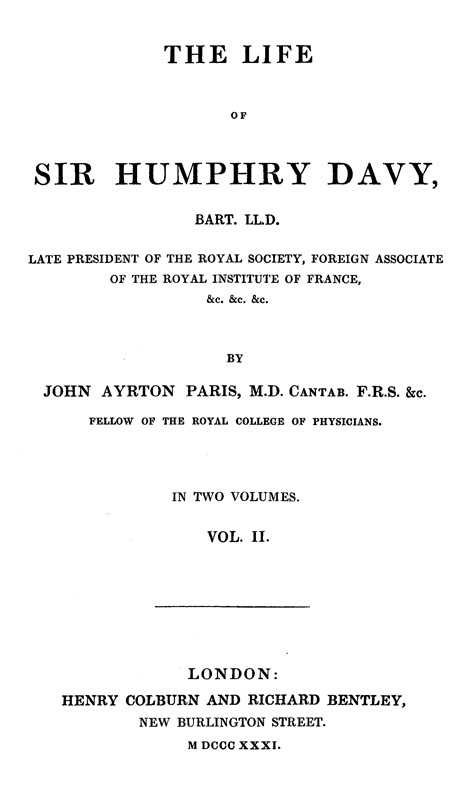 THE LIFE
OF
SIR HUMPHRY DAVY,
BART. LL.D.
LATE PRESIDENT OF THE ROYAL SOCIETY, FOREIGN ASSOCIATE
OF THE ROYAL INSTITUTE OF FRANCE,
&c. &c. &c.
BY
JOHN AYRTON PARIS, M.D. CANTAB. F.R.S. &c.
FELLOW OF THE ROYAL COLLEGE OF PHYSICIANS.
IN TWO VOLUMES.
VOL. II.
LONDON:
HENRY COLBURN AND RICHARD BENTLEY,
NEW BURLINGTON STREET.
M DCCC XXXI.